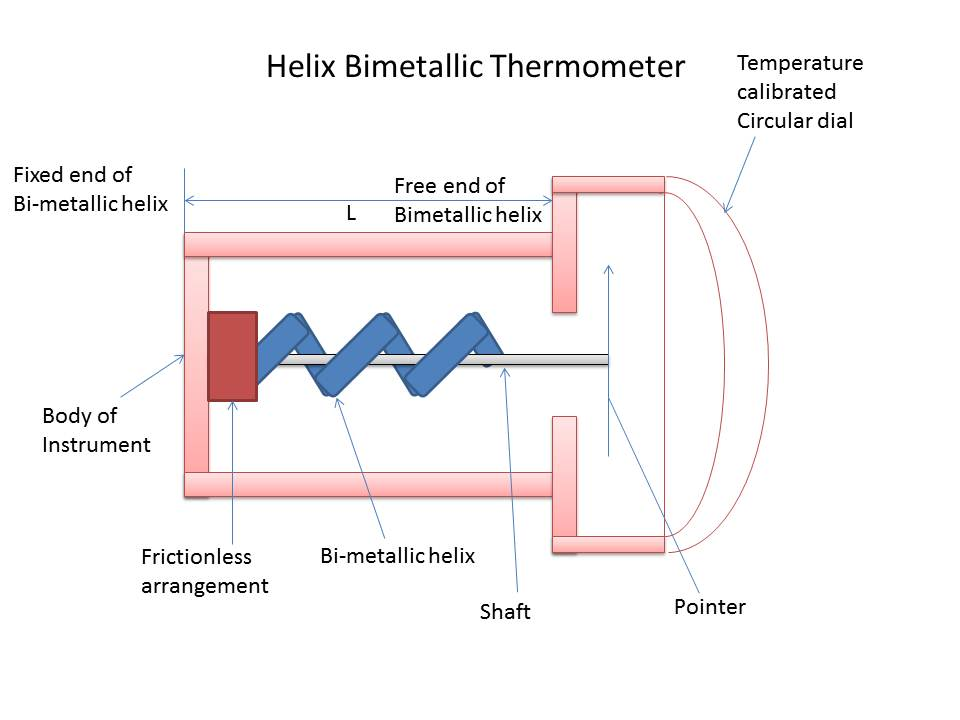 Helix Bimetallic Thermometer
Temperature
calibrated
Circular dial
Fixed end of
Bi-metallic helix
Free end of
Bimetallic helix
L
Body of
Instrument
Frictionless
arrangement
Bi-metallic helix
Shaft
Pointer